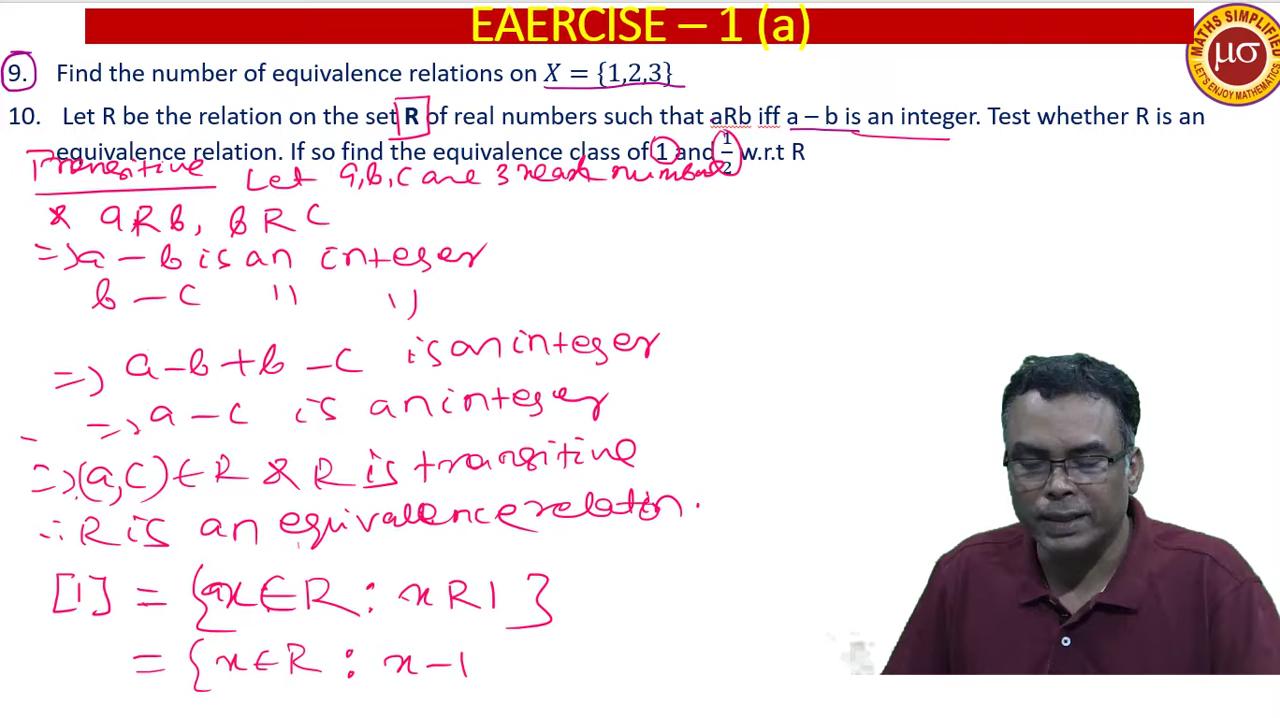 EAERCISE – 1 (a)
MATHS SIMPLIFIED
μσ
LET'S ENJOY MATHEMATICS
9. Find the number of equivalence relations on X = {1,2,3}
10. Let R be the relation on the set R of real numbers such that aRb iff a – b is an integer. Test whether R is an
equivalence relation. If so find the equivalence class of 1 and 1/2 w.r.t R
Transitive Let a,b,c are 3 real numbers
& aRb, bRc
=> a – b is an integer
b – c " "
=> a – b + b – c is an integer
=> a – c is an integer
=> (a,c) ∈ R & R is transitive
∴ R is an equivalence relation.
[1] = {x ∈ R : x R 1}
= {x ∈ R : x – 1